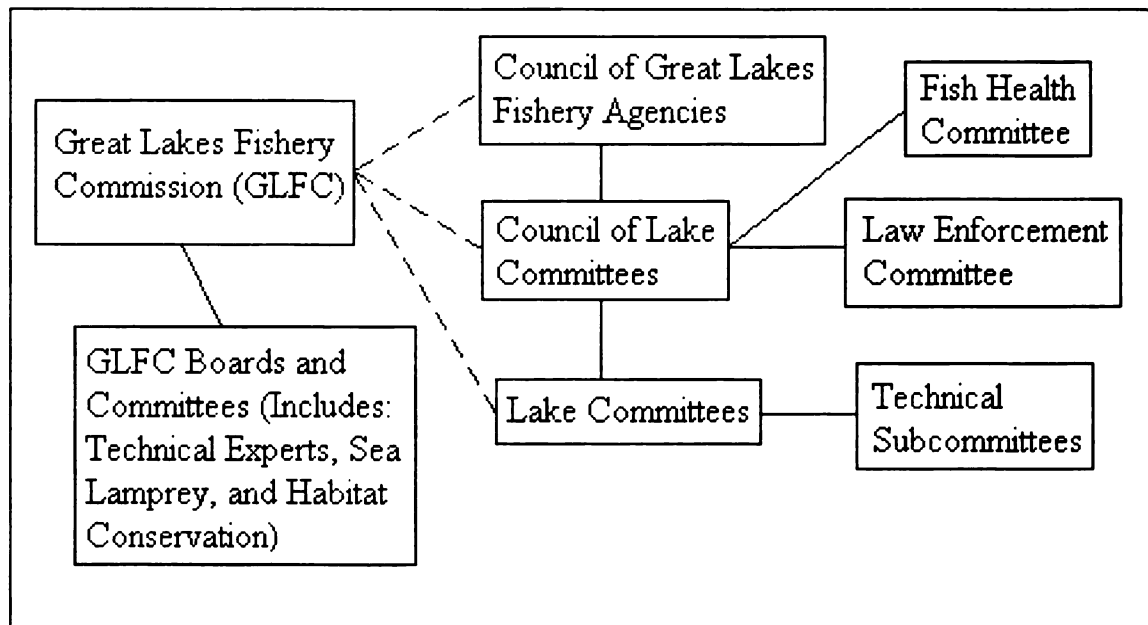 Great Lakes Fishery
Commission (GLFC)
GLFC Boards and
Committees (Includes:
Technical Experts, Sea
Lamprey, and Habitat
Conservation)
Council of Great Lakes
Fishery Agencies
Council of Lake
Committees
Lake Committees
Fish Health
Committee
Law Enforcement
Committee
Technical
Subcommittees